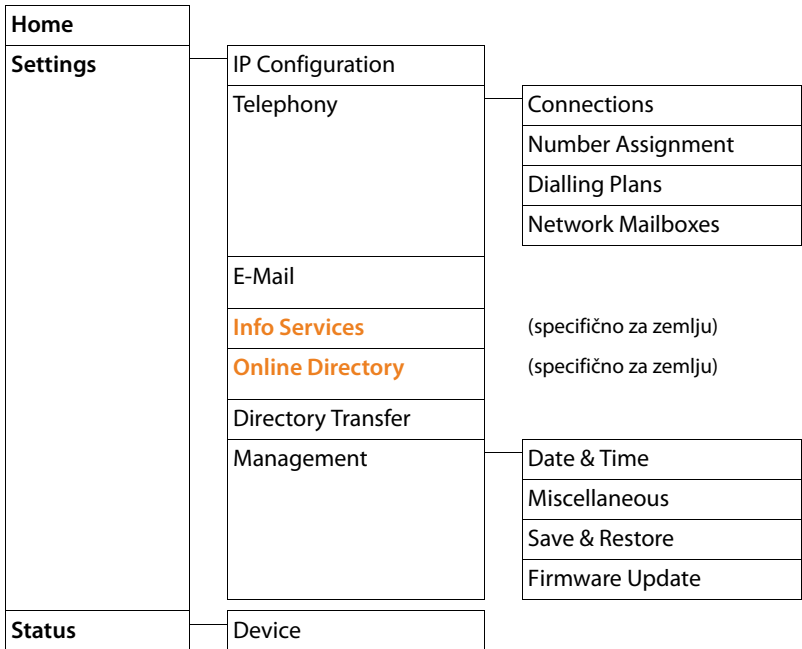 Home
Settings
IP Configuration
Telephony
Connections
Number Assignment
Dialling Plans
Network Mailboxes
E-Mail
Info Services
(specifično za zemlju)
Online Directory
(specifično za zemlju)
Directory Transfer
Management
Date & Time
Miscellaneous
Save & Restore
Firmware Update
Status
Device